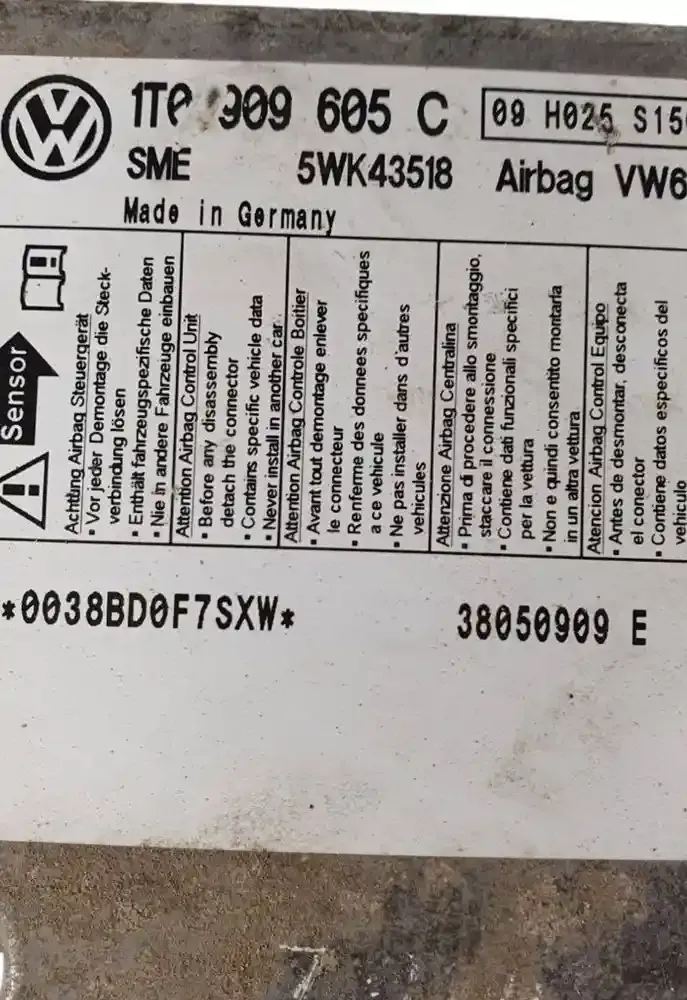 1T0 909 605 C
09 H025 S15
SME 5WK43518 Airbag VW6
Made in Germany
Sensor
Achtung Airbag Steuergerät
• Vor jeder Demontage die Steck-
verbindung lösen
• Enthält fahrzeugspezifische Daten
• Nie in andere Fahrzeuge einbauen
Attention Airbag Control Unit
• Before any disassembly
detach the connector
• Contains specific vehicle data
• Never install in another car
Attention Airbag Controle Boitier
• Avant tout demontage enlever
le connecteur
• Renferme des donnees specifiques
a ce vehicule
• Ne pas installer dans d'autres
vehicules
Attenzione Airbag Centralina
• Prima di procedere allo smontaggio,
staccare il connessione
• Contiene dati funzionali specifici
per la vettura
• Non e quindi consentito montarla
in un altra vettura
Atencion Airbag Control Equipo
• Antes de desmontar, desconecta
el conector
• Contiene datos especificos del
vehiculo
*0038BD0F7SXW*
38050909 E